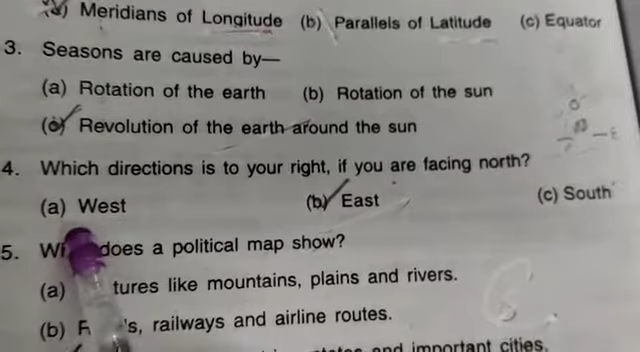 (a) Meridians of Longitude (b) Parallels of Latitude (c) Equator
3. Seasons are caused by—
(a) Rotation of the earth (b) Rotation of the sun
(c) Revolution of the earth around the sun
4. Which directions is to your right, if you are facing north?
(a) West (b) East (c) South
5. does a political map show?
(a) tures like mountains, plains and rivers.
(b) 's, railways and airline routes.
and important cities.